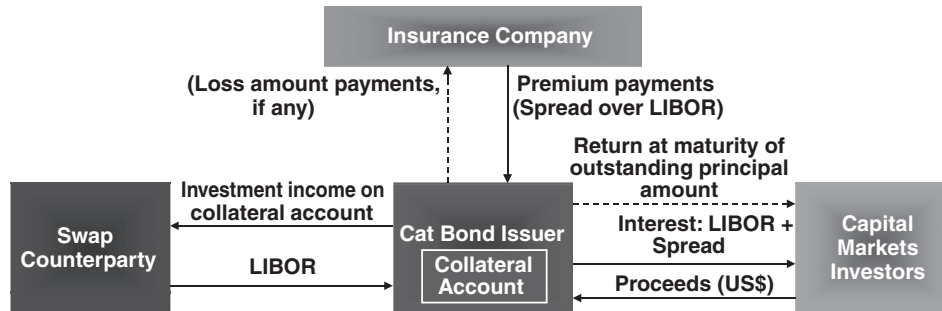 Insurance Company
(Loss amount payments,
if any)
Premium payments
(Spread over LIBOR)
Return at maturity of
outstanding principal
amount
Investment income on
collateral account
Swap
Counterparty
LIBOR
Cat Bond Issuer
Collateral
Account
Interest: LIBOR +
Spread
Proceeds (US$)
Capital
Markets
Investors